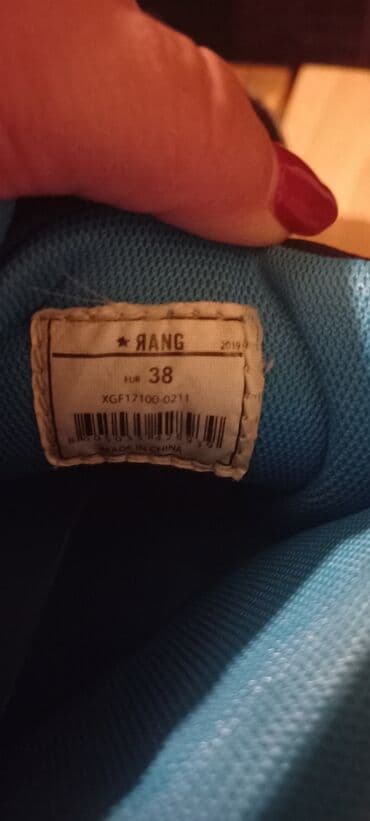 ★ ЯANG 2019
EUR 38
XGF17100-0211
MADE IN CHINA